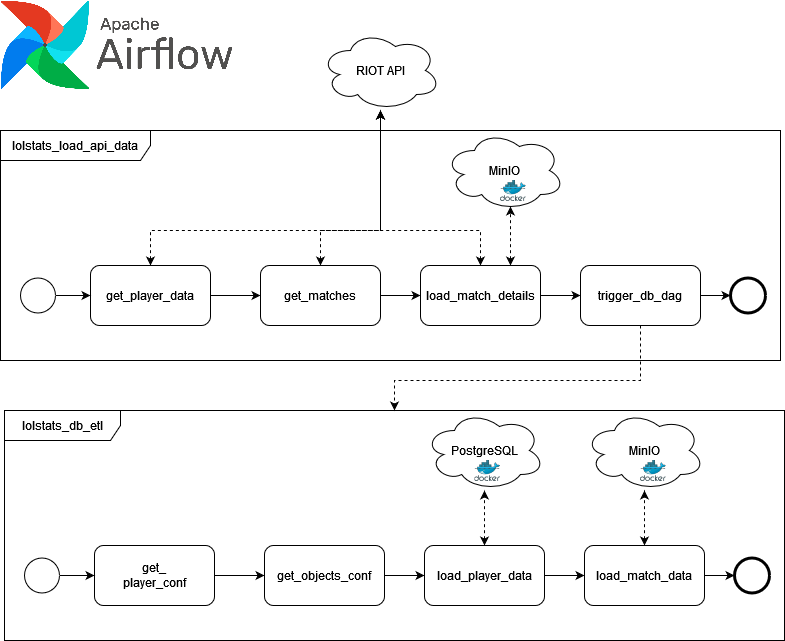 Apache
Airflow
RIOT API
lolstats_load_api_data
MinIO
docker
get_player_data
get_matches
load_match_details
trigger_db_dag
lolstats_db_etl
PostgreSQL
docker
MinIO
docker
get_
player_conf
get_objects_conf
load_player_data
load_match_data